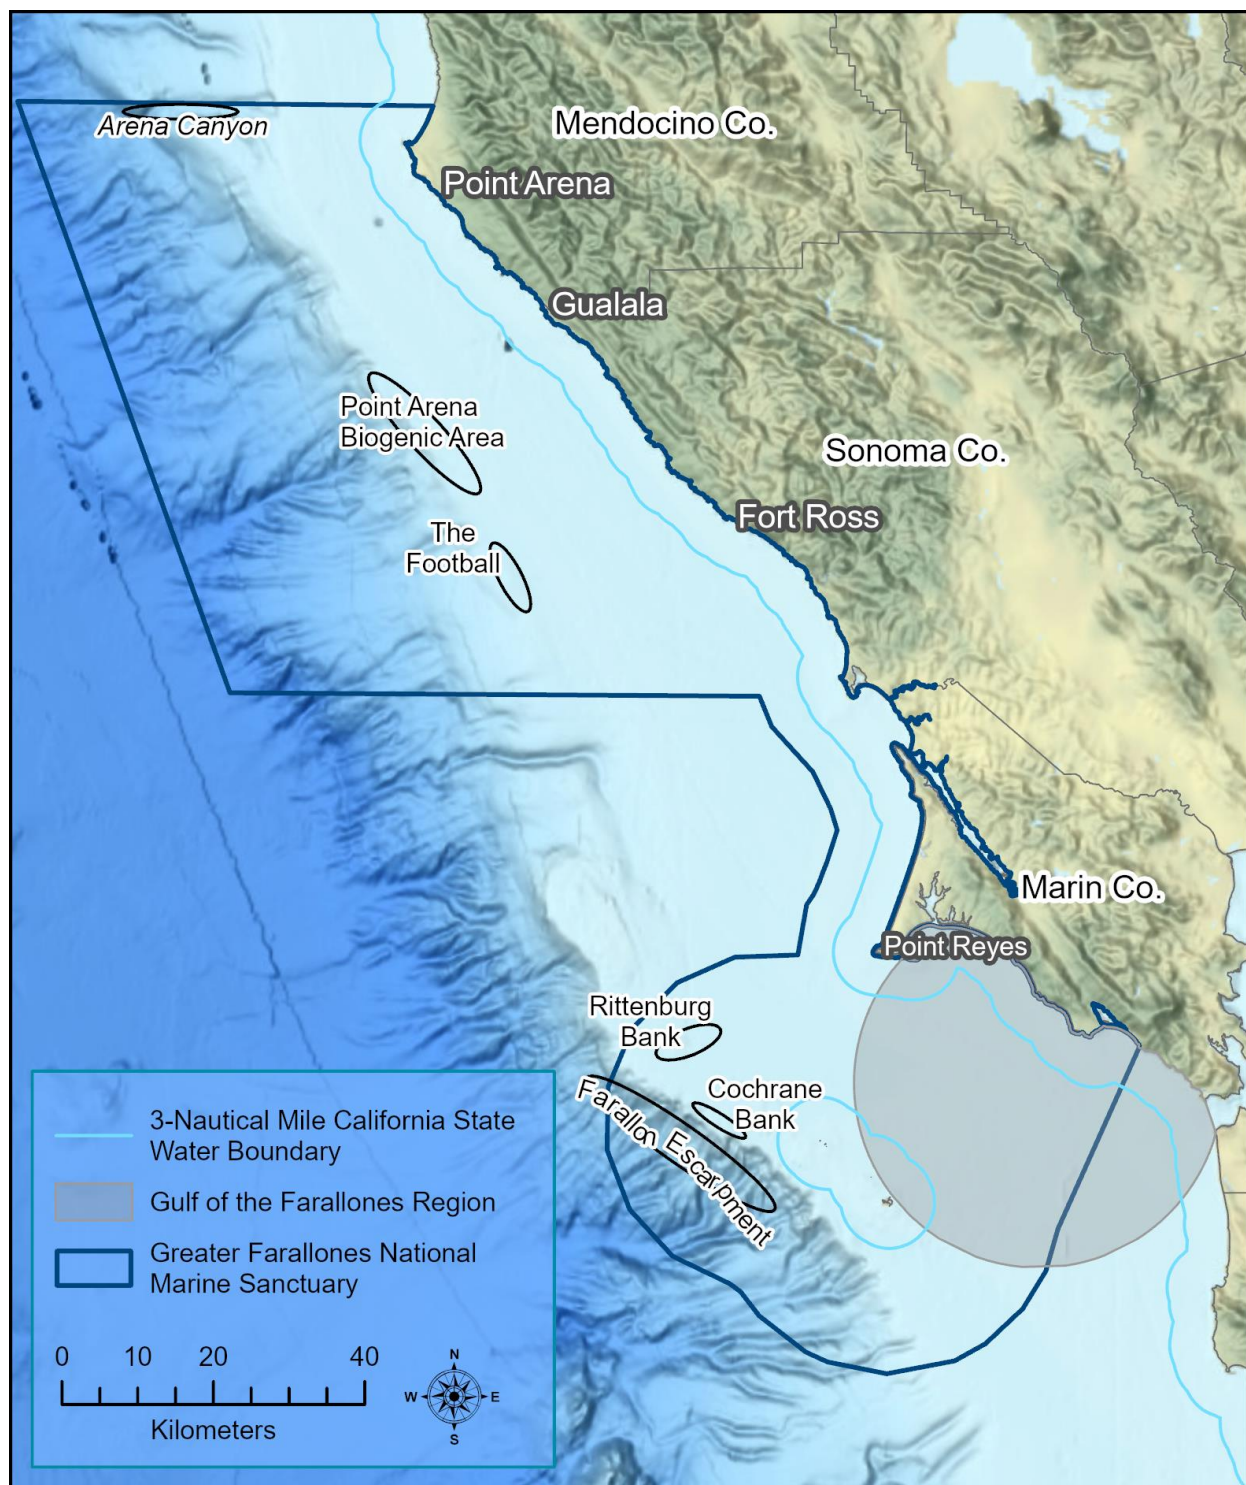 Arena Canyon
Mendocino Co.
Point Arena
Gualala
Point Arena
Biogenic Area
Sonoma Co.
Fort Ross
The
Football
Marin Co.
Point Reyes
Rittenburg
Bank
Cochrane
Bank
Farallon Escarpment
3-Nautical Mile California State
Water Boundary
Gulf of the Farallones Region
Greater Farallones National
Marine Sanctuary
0 10 20 40
Kilometers
N
W E
S